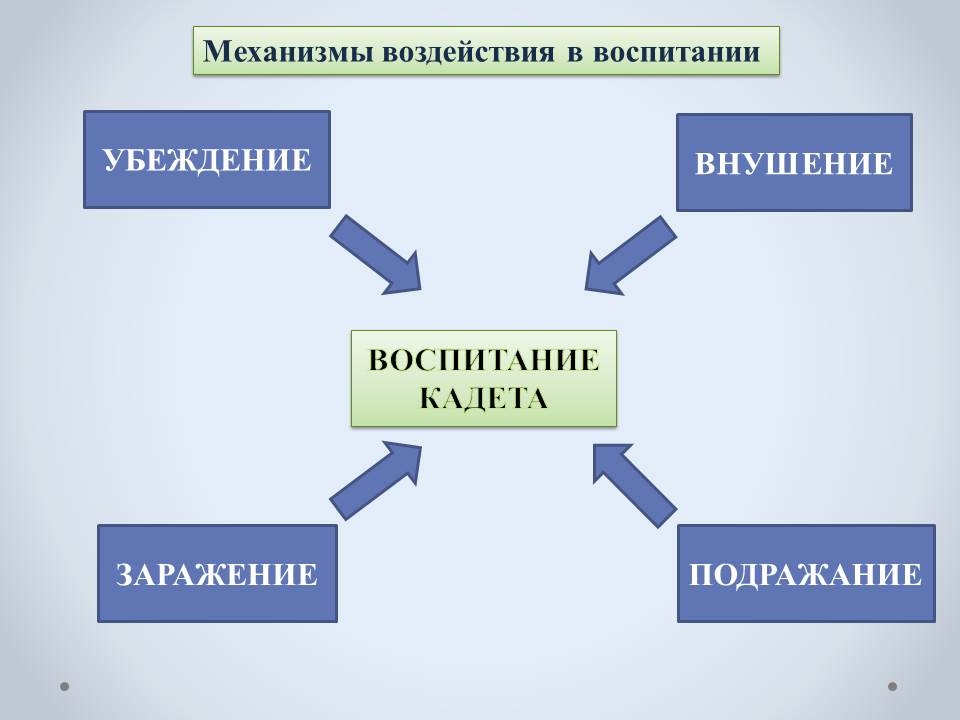 Механизмы воздействия в воспитании
УБЕЖДЕНИЕ
ВНУШЕНИЕ
ВОСПИТАНИЕ
КАДЕТА
ЗАРАЖЕНИЕ
ПОДРАЖАНИЕ